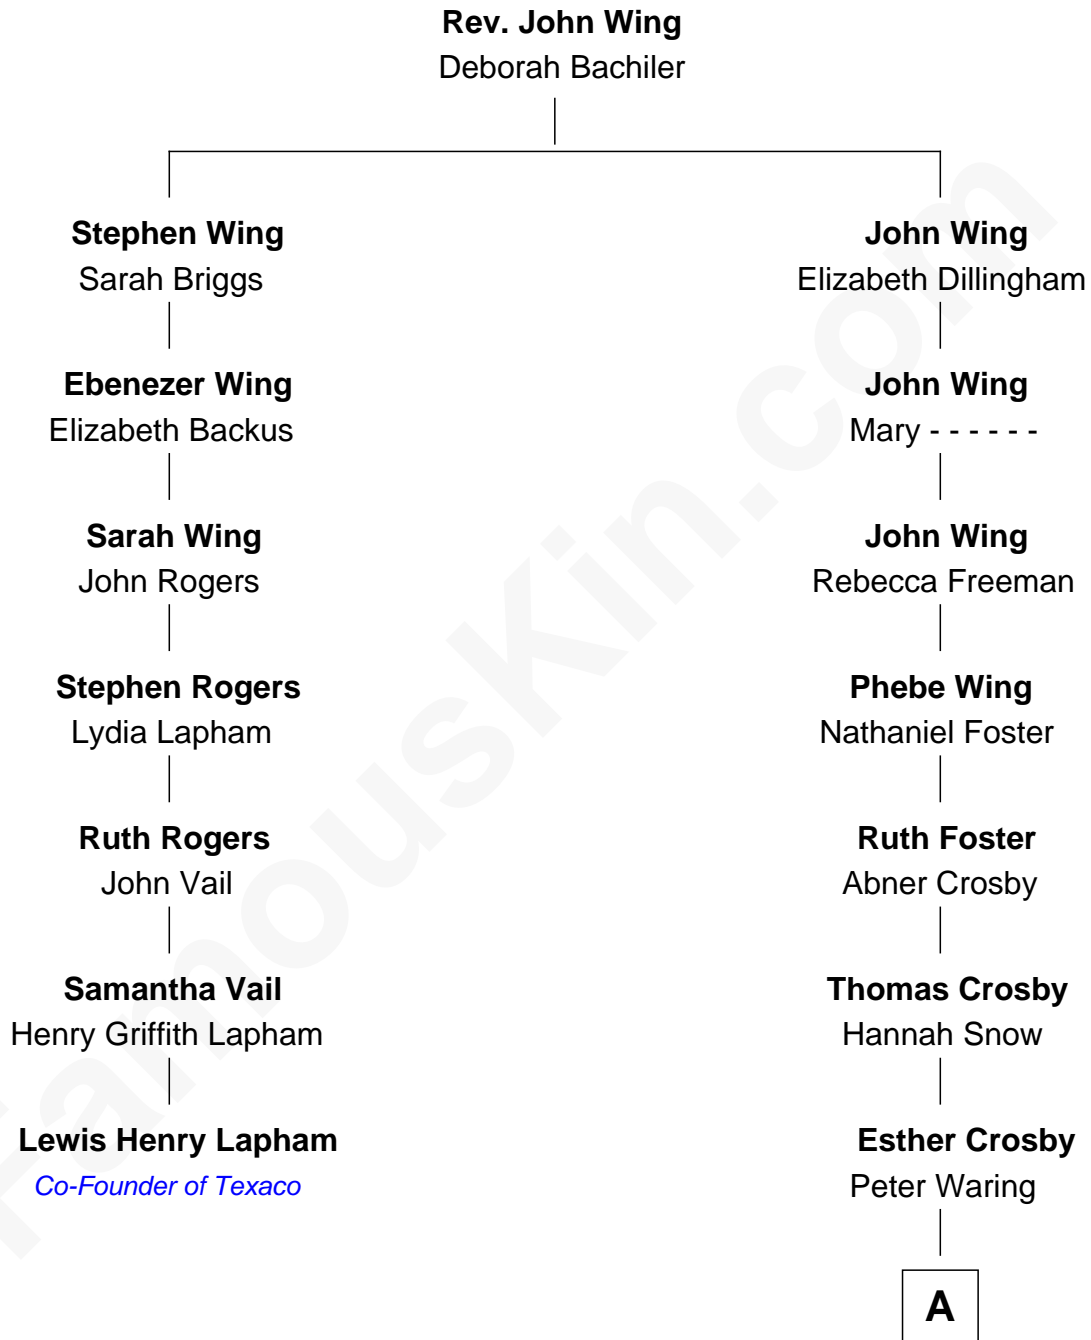 Rev. John Wing
Deborah Bachiler
Stephen Wing
Sarah Briggs
John Wing
Elizabeth Dillingham
Ebenezer Wing
Elizabeth Backus
John Wing
Mary - - - - - -
Sarah Wing
John Rogers
John Wing
Rebecca Freeman
Stephen Rogers
Lydia Lapham
Phebe Wing
Nathaniel Foster
Ruth Rogers
John Vail
Ruth Foster
Abner Crosby
Samantha Vail
Henry Griffith Lapham
Thomas Crosby
Hannah Snow
Lewis Henry Lapham
Co-Founder of Texaco
Esther Crosby
Peter Waring
A
FamousKin.com